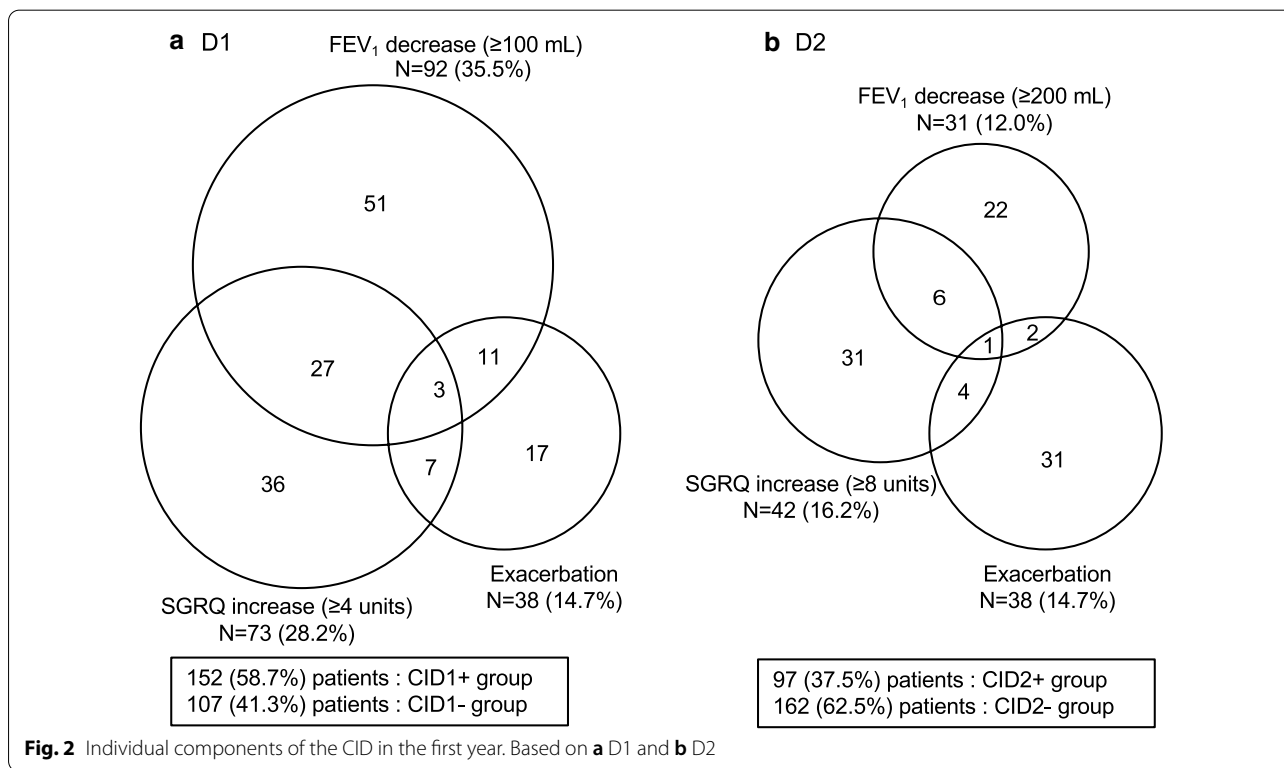 a D1
FEV₁ decrease (≥100 mL)
N=92 (35.5%)
51
27
3
11
36
7
17
SGRQ increase (≥4 units)
N=73 (28.2%)
Exacerbation
N=38 (14.7%)
152 (58.7%) patients : CID1+ group
107 (41.3%) patients : CID1- group
b D2
FEV₁ decrease (≥200 mL)
N=31 (12.0%)
22
6
31
1
2
4
31
SGRQ increase (≥8 units)
N=42 (16.2%)
Exacerbation
N=38 (14.7%)
97 (37.5%) patients : CID2+ group
162 (62.5%) patients : CID2- group
Fig. 2 Individual components of the CID in the first year. Based on a D1 and b D2